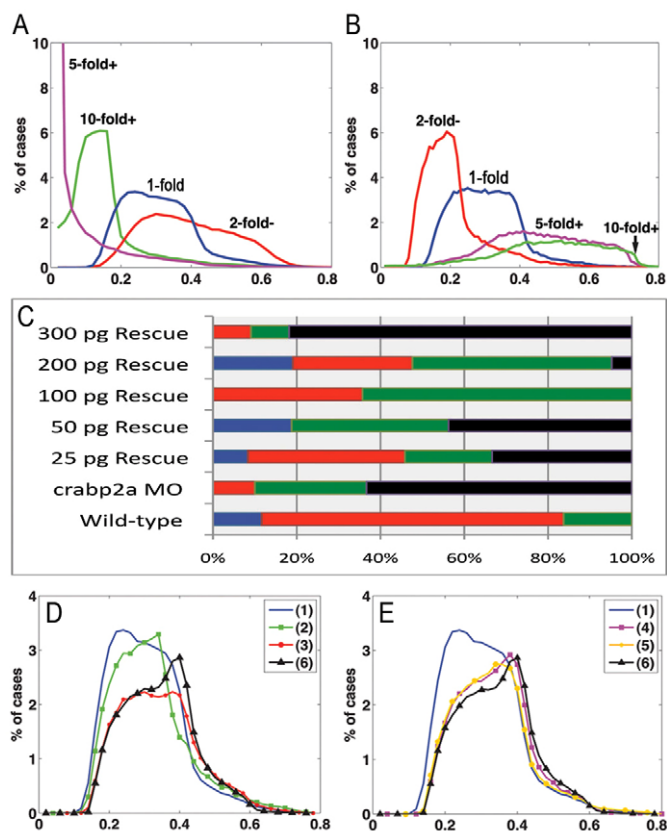 A
B
10
8
6
4
2
0
% of cases
5-fold+
10-fold+
1-fold
2-fold-
0
0.2
0.4
0.6
0.8
10
8
6
4
2
0
% of cases
2-fold-
1-fold
5-fold+
10-fold+
0
0.2
0.4
0.6
0.8
C
300 pg Rescue
200 pg Rescue
100 pg Rescue
50 pg Rescue
25 pg Rescue
crabp2a MO
Wild-type
0% 20% 40% 60% 80% 100%
D
4
3
2
1
0
% of cases
(1)
(2)
(3)
(6)
0
0.4
0.6
0.8
E
4
3
2
1
0
% of cases
(1)
(4)
(5)
(6)
0
0.2
0.4
0.6
0.8